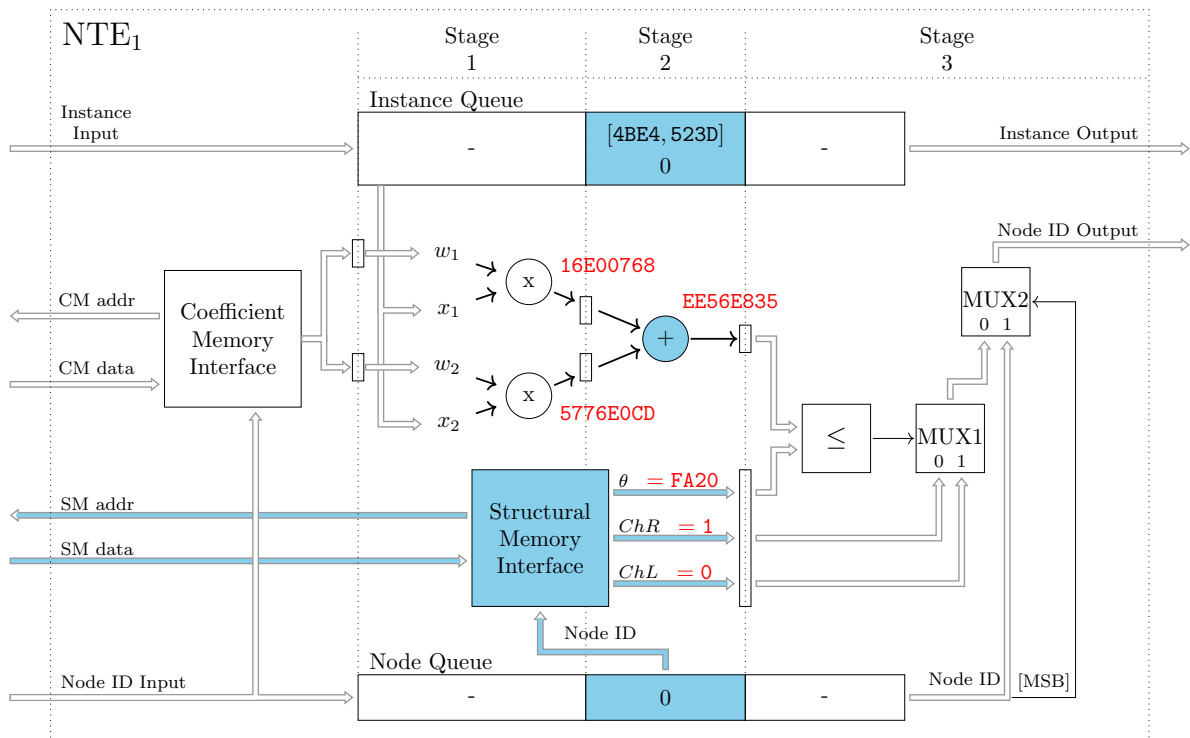 NTE1
Stage
1
Stage
2
Stage
3
Instance Queue
Instance
Input
-
[4BE4, 523D]
0
-
Instance Output
Node ID Output
w1
x
16E00768
x1
EE56E835
MUX2
0 1
CM addr
Coefficient
Memory
Interface
+
CM data
w2
x
5776E0CD
x2
≤
MUX1
0 1
θ = FA20
SM addr
Structural
Memory
Interface
ChR = 1
SM data
ChL = 0
Node ID
Node Queue
Node ID Input
-
0
-
Node ID
[MSB]